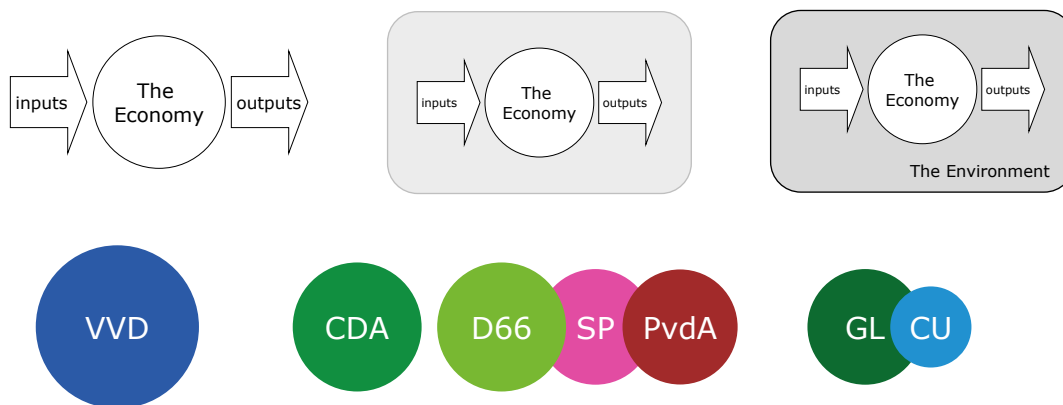 inputs
The
Economy
outputs
inputs
The
Economy
outputs
inputs
The
Economy
outputs
The Environment
VVD
CDA
D66
SP
PvdA
GL
CU